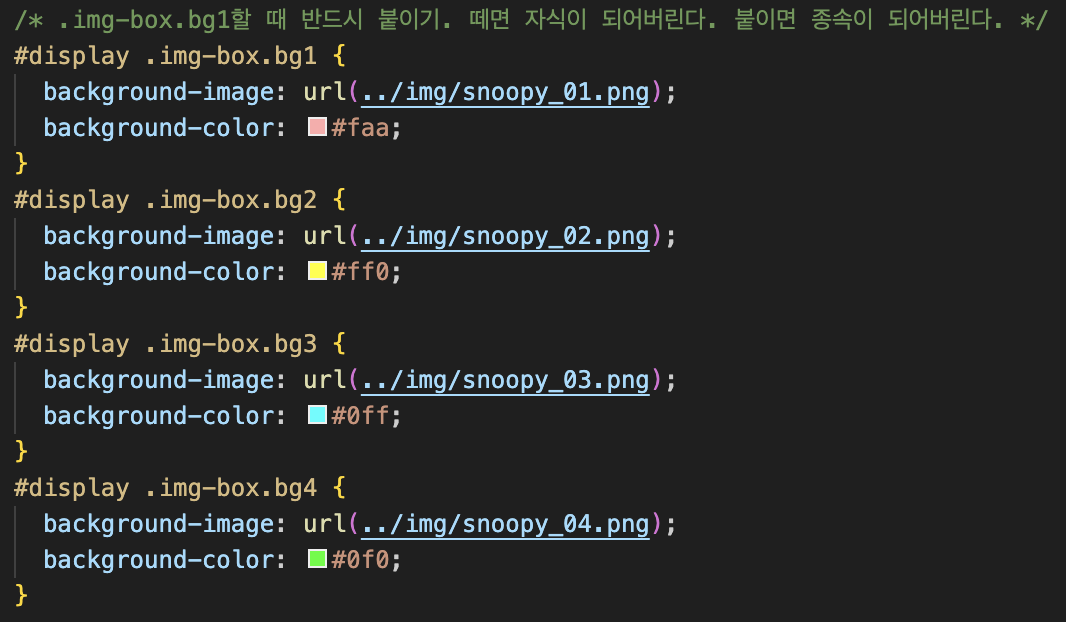 /* .img-box.bg1할 때 반드시 붙이기. 떼면 자식이 되어버린다. 붙이면 종속이 되어버린다. */
#display .img-box.bg1 {
background-image: url(../img/snoopy_01.png);
background-color: #faa;
}
#display .img-box.bg2 {
background-image: url(../img/snoopy_02.png);
background-color: #ff0;
}
#display .img-box.bg3 {
background-image: url(../img/snoopy_03.png);
background-color: #0ff;
}
#display .img-box.bg4 {
background-image: url(../img/snoopy_04.png);
background-color: #0f0;
}